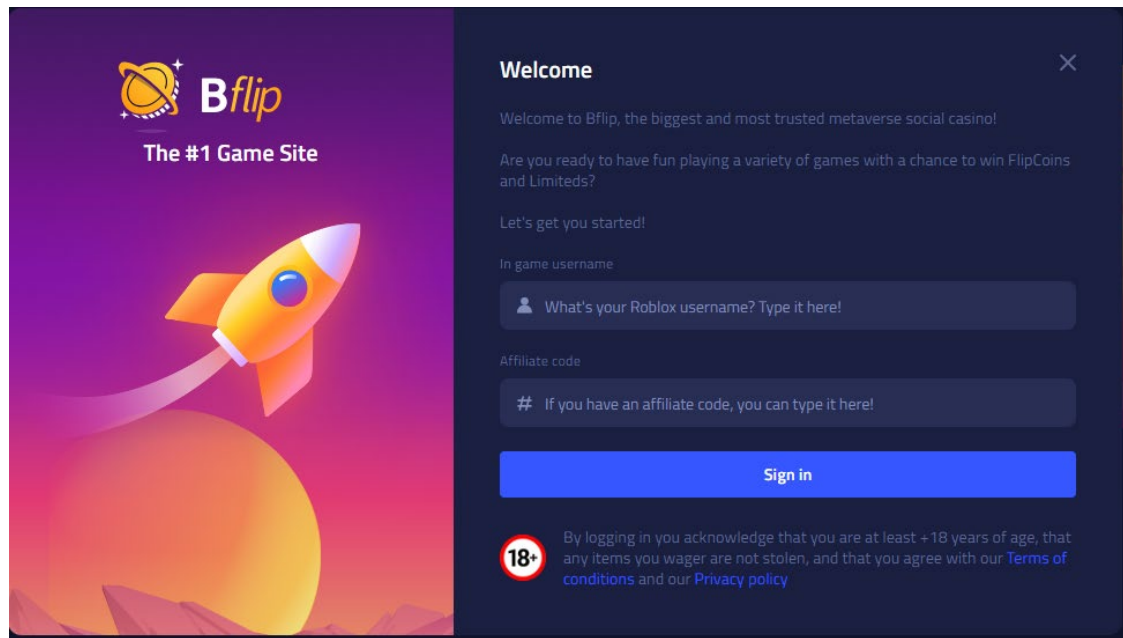 Bflip
The #1 Game Site
Welcome
Welcome to Bflip, the biggest and most trusted metaverse social casino!
Are you ready to have fun playing a variety of games with a chance to win FlipCoins
and Limiteds?
Let's get you started!
In game username
What's your Roblox username? Type it here!
Affiliate code
# If you have an affiliate code, you can type it here!
Sign in
18+
By logging in you acknowledge that you are at least +18 years of age, that
any items you wager are not stolen, and that you agree with our Terms of
conditions and our Privacy policy